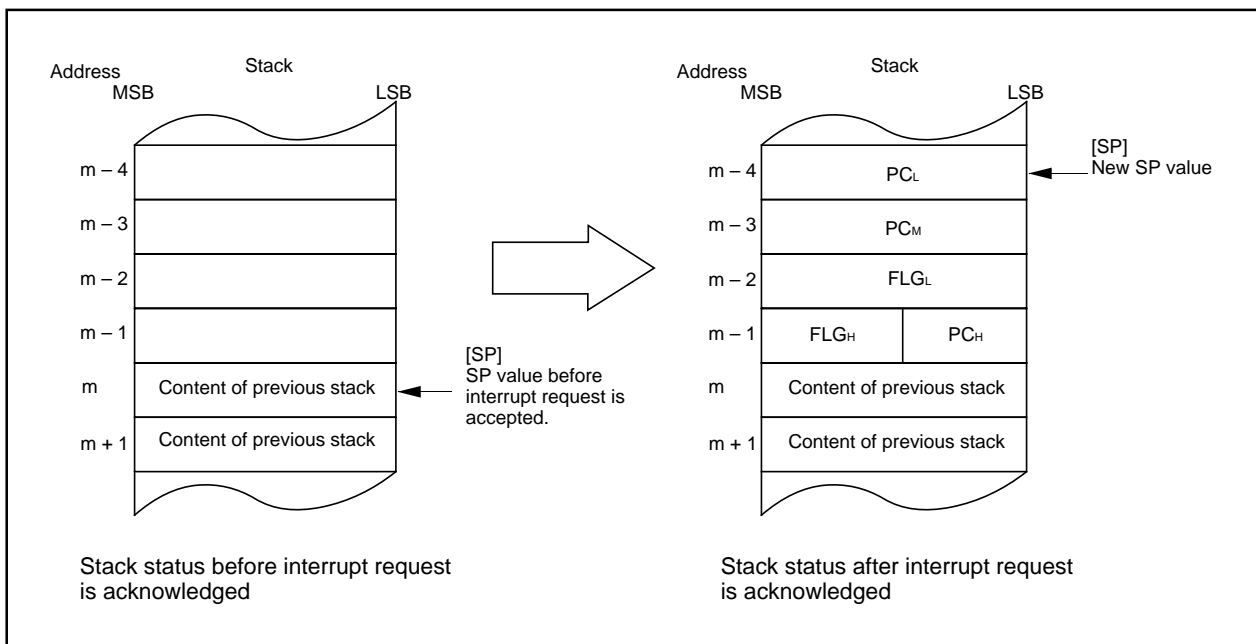 Address
Stack
MSB
LSB
m – 4
m – 3
m – 2
m – 1
m
Content of previous stack
m + 1
Content of previous stack
[SP]
SP value before
interrupt request is
accepted.
Stack status before interrupt request
is acknowledged
Address
Stack
MSB
LSB
m – 4
PCL
[SP]
New SP value
m – 3
PCM
m – 2
FLGL
m – 1
FLGH
PCH
m
Content of previous stack
m + 1
Content of previous stack
Stack status after interrupt request
is acknowledged